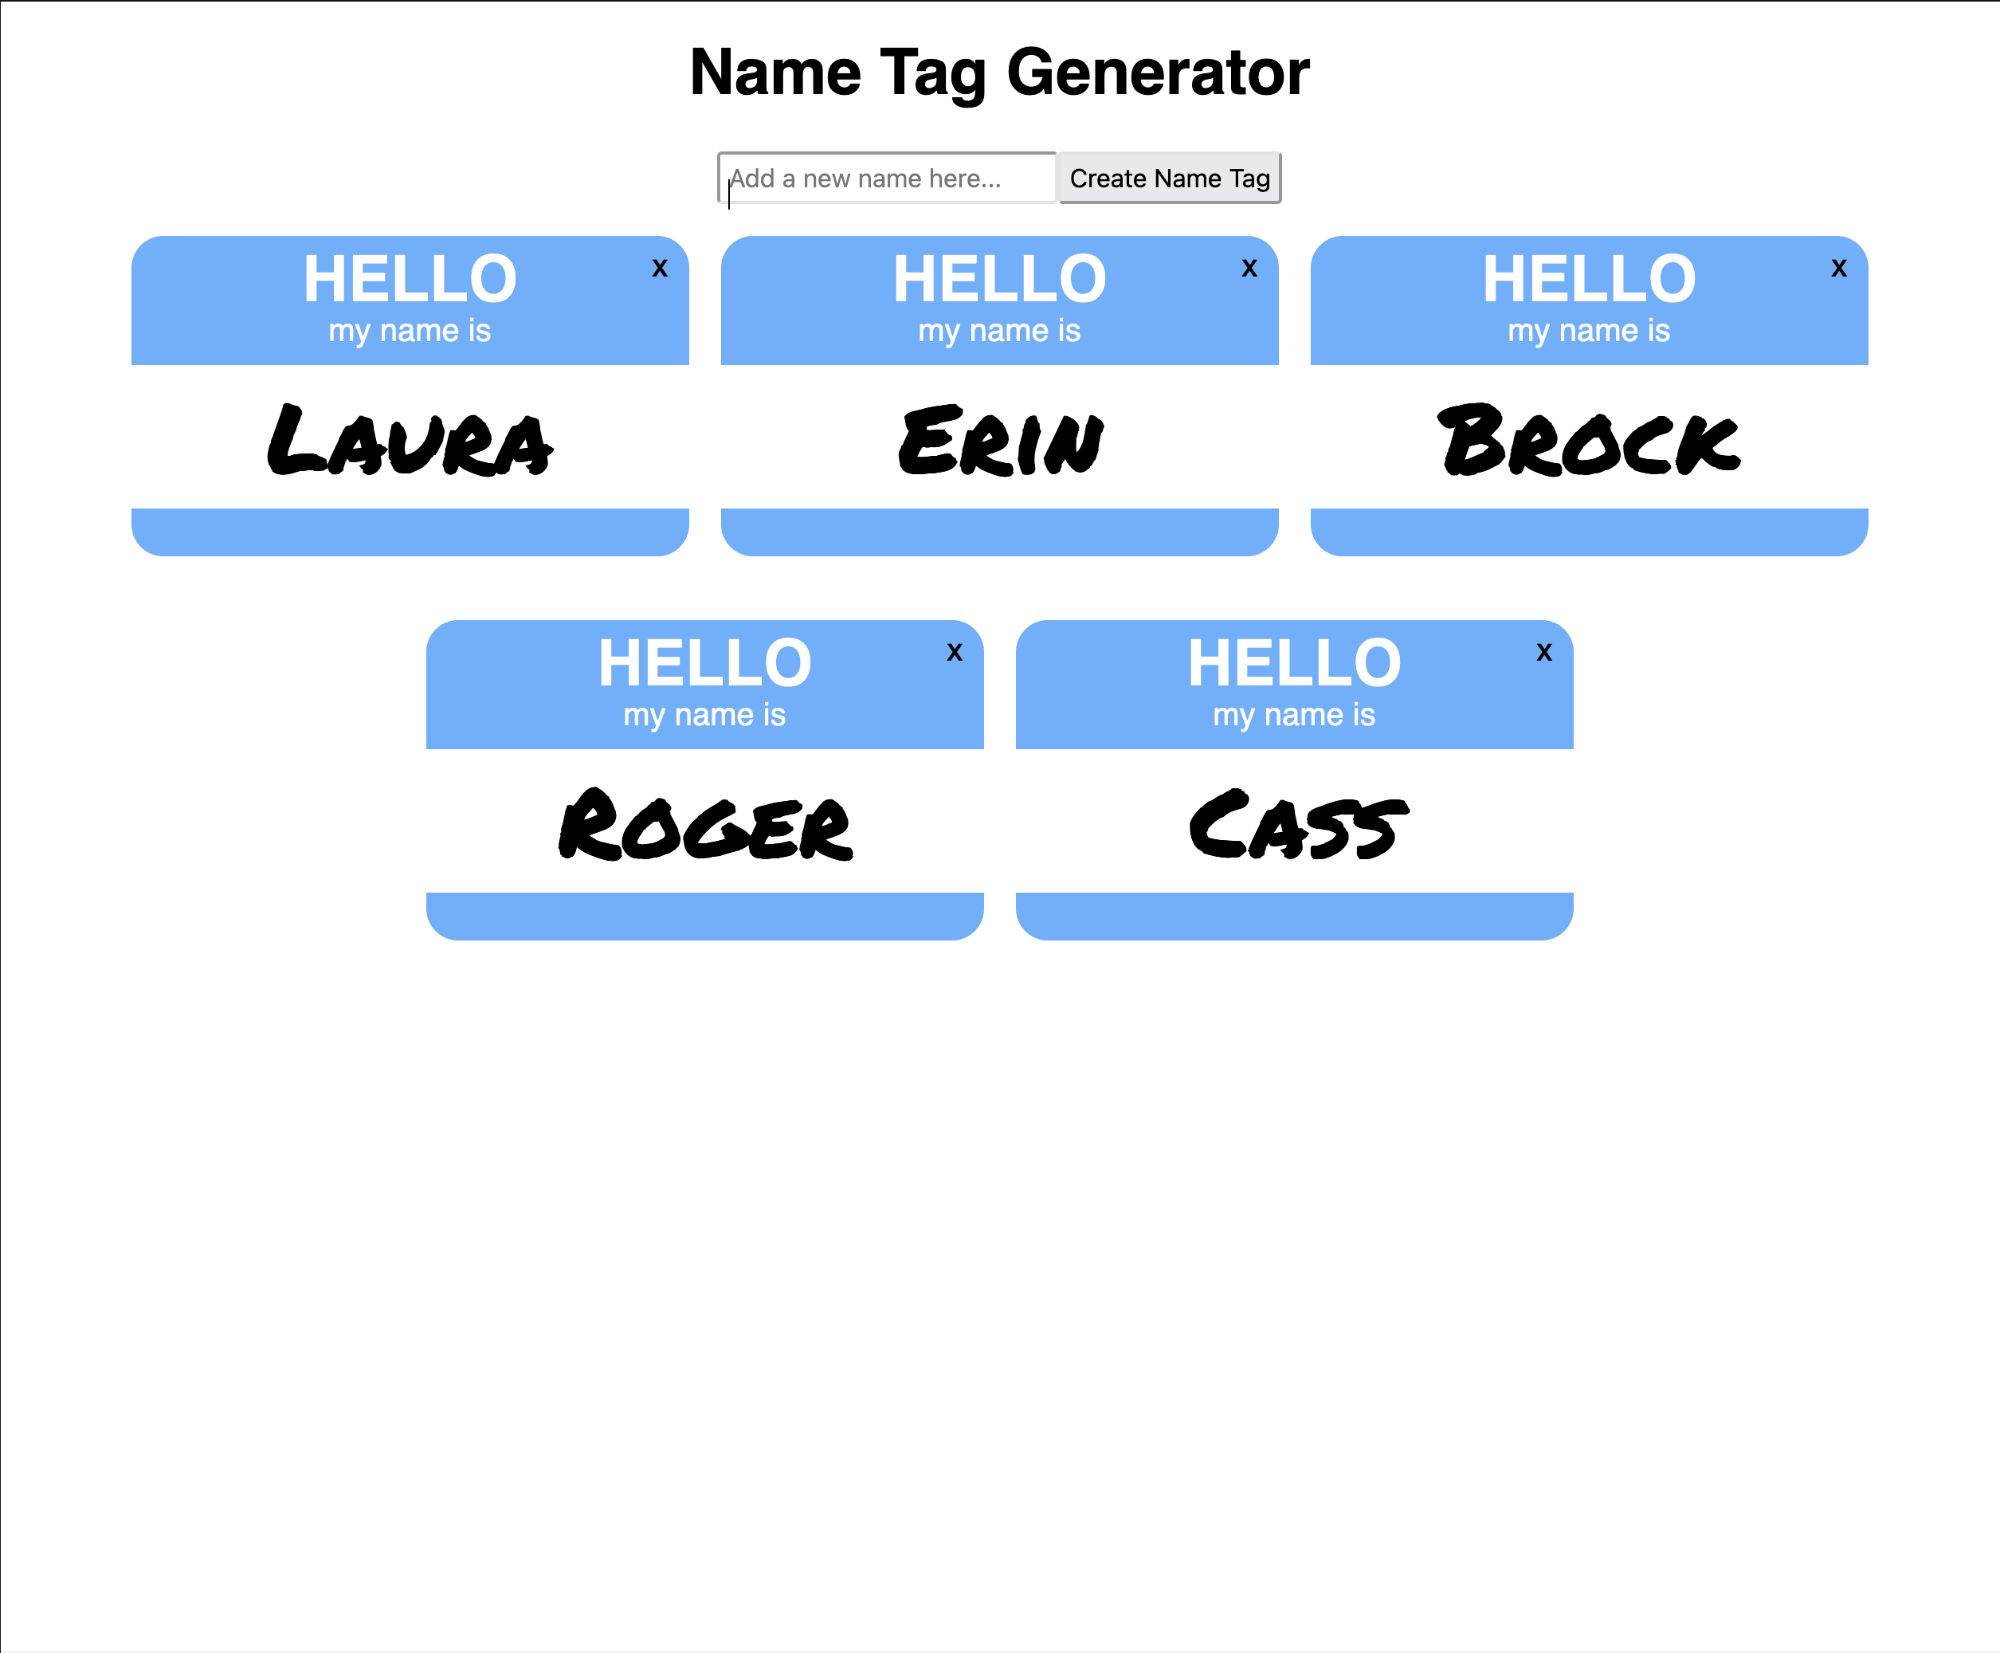 Name Tag Generator
Add a new name here...
Create Name Tag
HELLO
x
my name is
Laura
HELLO
x
my name is
Erin
HELLO
x
my name is
Brock
HELLO
x
my name is
Roger
HELLO
x
my name is
Cass